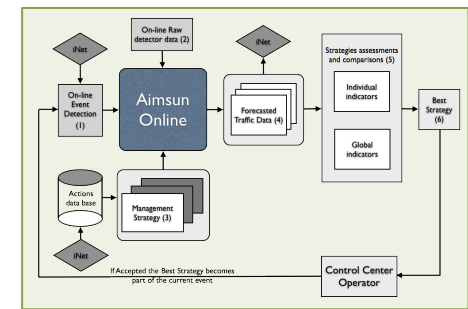 iNet
On-line Raw
detector data (2)
iNet
On-line
Event
Detection
(1)
Aimsun
Online
Forecasted
Traffic Data (4)
Strategies assessments
and comparisons (5)
Individual
indicators
Global
indicators
Best
Strategy
(6)
Actions
data base
Management
Strategy (3)
iNet
If Accepted the Best Strategy becomes
part of the current event
Control Center
Operator